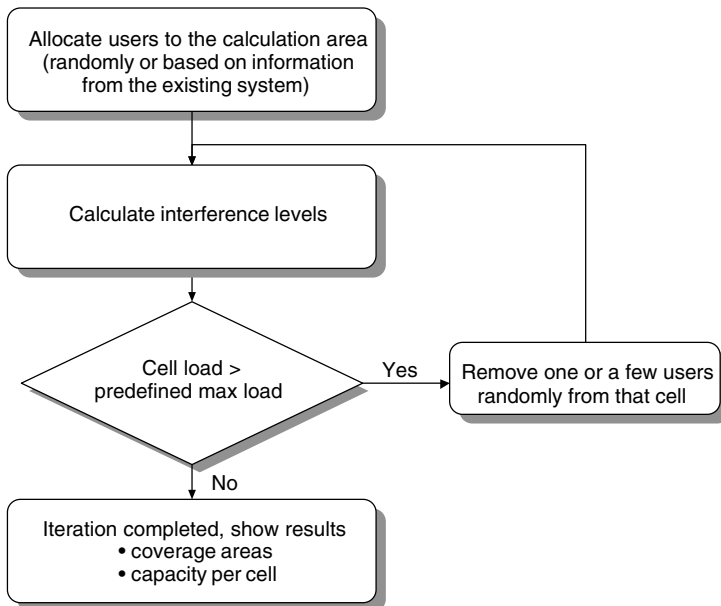 Allocate users to the calculation area
(randomly or based on information
from the existing system)
Calculate interference levels
Cell load >
predefined max load
Yes
Remove one or a few users
randomly from that cell
No
Iteration completed, show results
• coverage areas
• capacity per cell